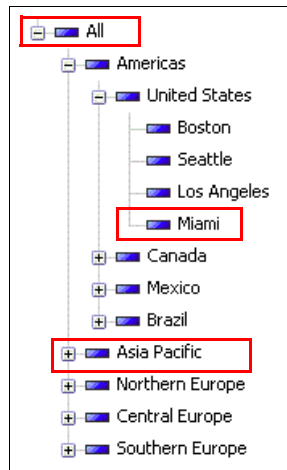 All
Americas
United States
Boston
Seattle
Los Angeles
Miami
Canada
Mexico
Brazil
Asia Pacific
Northern Europe
Central Europe
Southern Europe